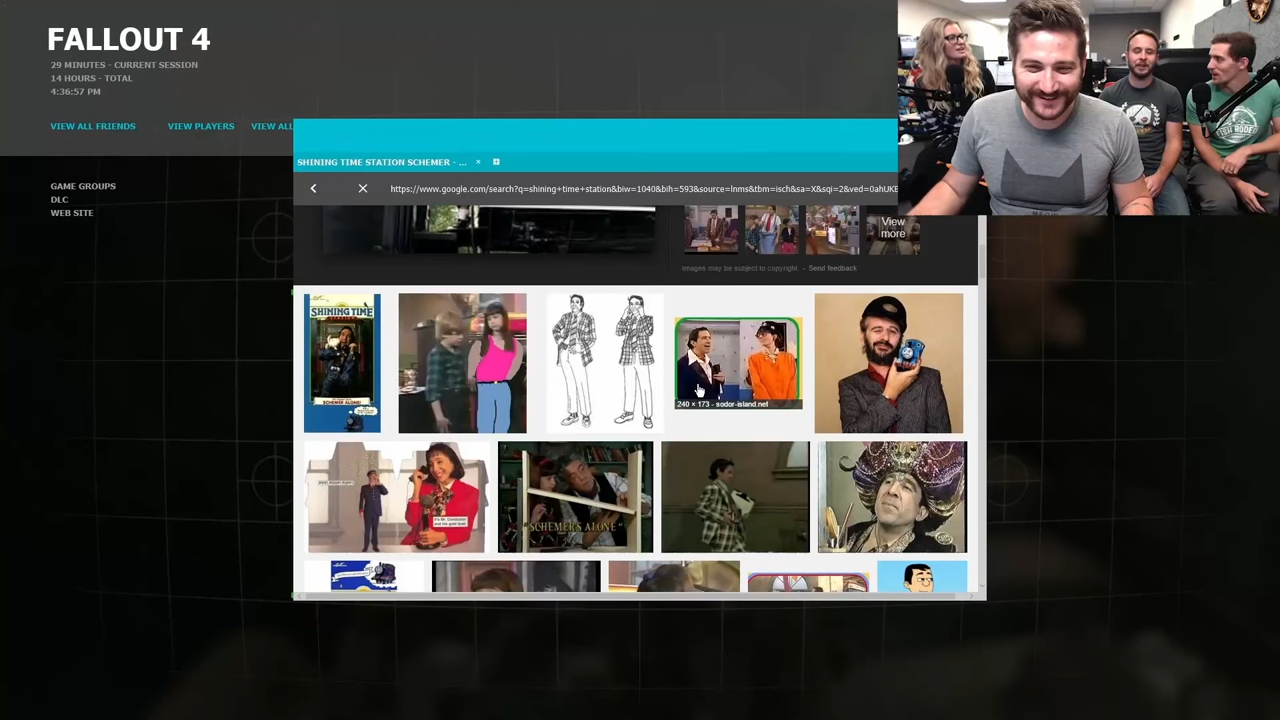 FALLOUT 4
29 MINUTES - CURRENT SESSION
14 HOURS - TOTAL
4:36:57 PM
VIEW ALL FRIENDS
VIEW PLAYERS
VIEW ALL
SHINING TIME STATION SCHEMER - ...
https://www.google.com/search?q=shining+time+station&biw=1040&bih=593&source=lnms&tbm=isch&sa=X&sqi=2&ved=0ahUKE
GAME GROUPS
DLC
WEB SITE
View
more
Images may be subject to copyright. - Send feedback
SHINING TIME
SCHEMER ALONE!
240 × 173 - sodor-island.net
It's Mr. Conductor
"SCHEMER'S ALONE"